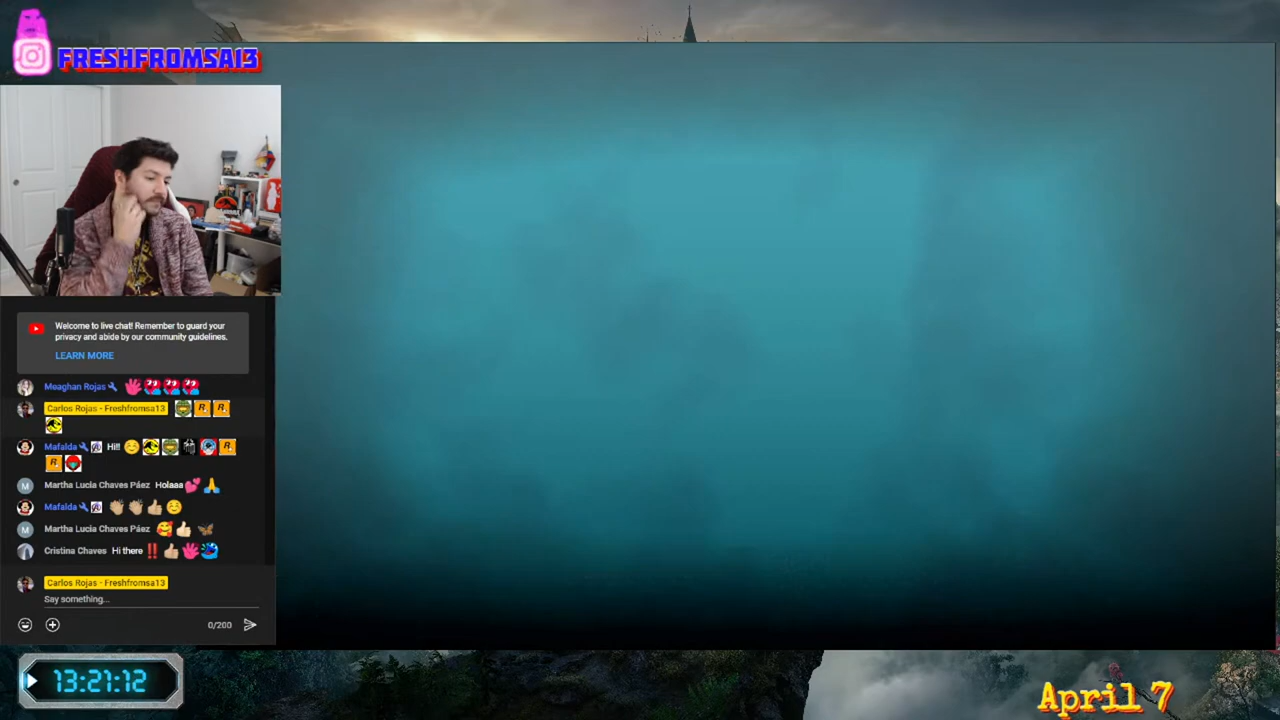 FRESHFROMSA13
Welcome to live chat! Remember to guard your
privacy and abide by our community guidelines.
LEARN MORE
Meaghan Rojas
Carlos Rojas - Freshfromsa13
Mafalda Hi!!
Martha Lucia Chaves Páez Holaaa
Mafalda
Martha Lucia Chaves Páez
Cristina Chaves Hi there
Carlos Rojas - Freshfromsa13
Say something...
0/200
13:21:12
April 7